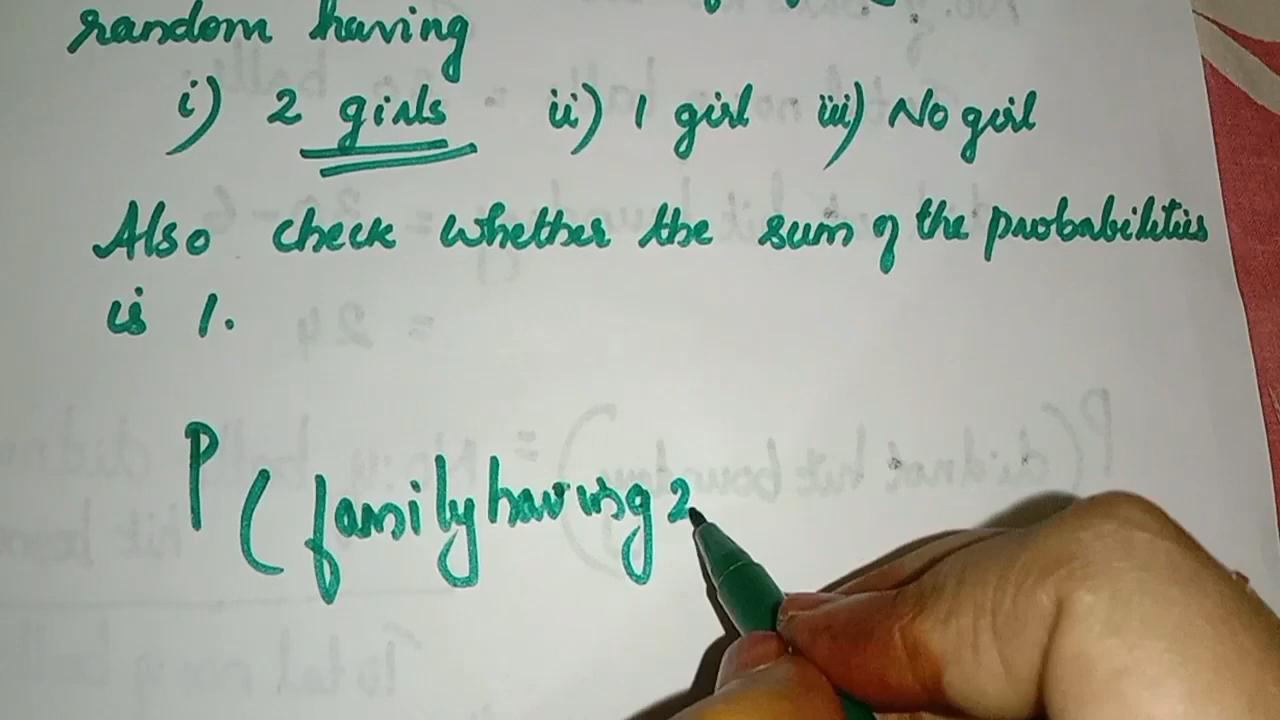 random having
i) 2 girls ii) 1 girl iii) No girl
Also check whether the sum of the probabilities
is 1.
P (family having 2